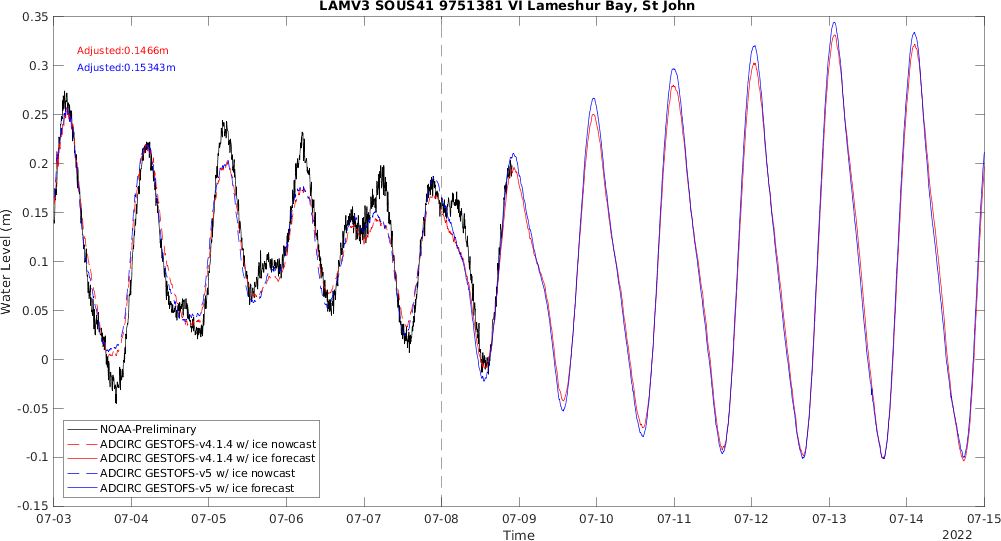 LAMV3 SOUS41 9751381 VI Lameshur Bay, St John
Adjusted:0.1466m
Adjusted:0.15343m
Water Level (m)
0.35
0.3
0.25
0.2
0.15
0.1
0.05
0
-0.05
-0.1
-0.15
NOAA-Preliminary
ADCIRC GESTOFS-v4.1.4 w/ ice nowcast
ADCIRC GESTOFS-v4.1.4 w/ ice forecast
ADCIRC GESTOFS-v5 w/ ice nowcast
ADCIRC GESTOFS-v5 w/ ice forecast
07-03 07-04 07-05 07-06 07-07 07-08 07-09 07-10 07-11 07-12 07-13 07-14 07-15
Time
2022